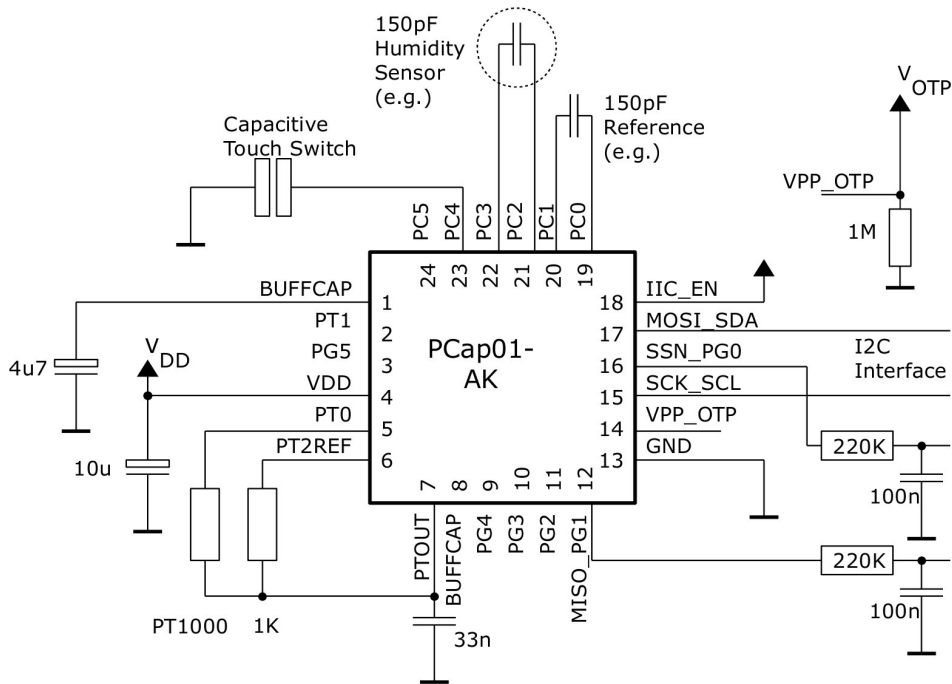 150pF
Humidity
Sensor
(e.g.)
150pF
Reference
(e.g.)
Capacitive
Touch Switch
V OTP
VPP_OTP
1M
PC5
PC4
PC3
PC2
PC1
PC0
24
23
22
21
20
19
BUFFCAP
1
PT1
2
PG5
3
VDD
4
PT0
5
PT2REF
6
4u7
V DD
10u
PCap01-
AK
18
IIC_EN
17
MOSI_SDA
16
SSN_PG0
15
SCK_SCL
14
VPP_OTP
13
GND
I2C
Interface
220K
100n
220K
100n
7
8
9
10
11
12
PTOUT
BUFFCAP
PG4
PG3
PG2
MISO_PG1
PT1000
1K
33n